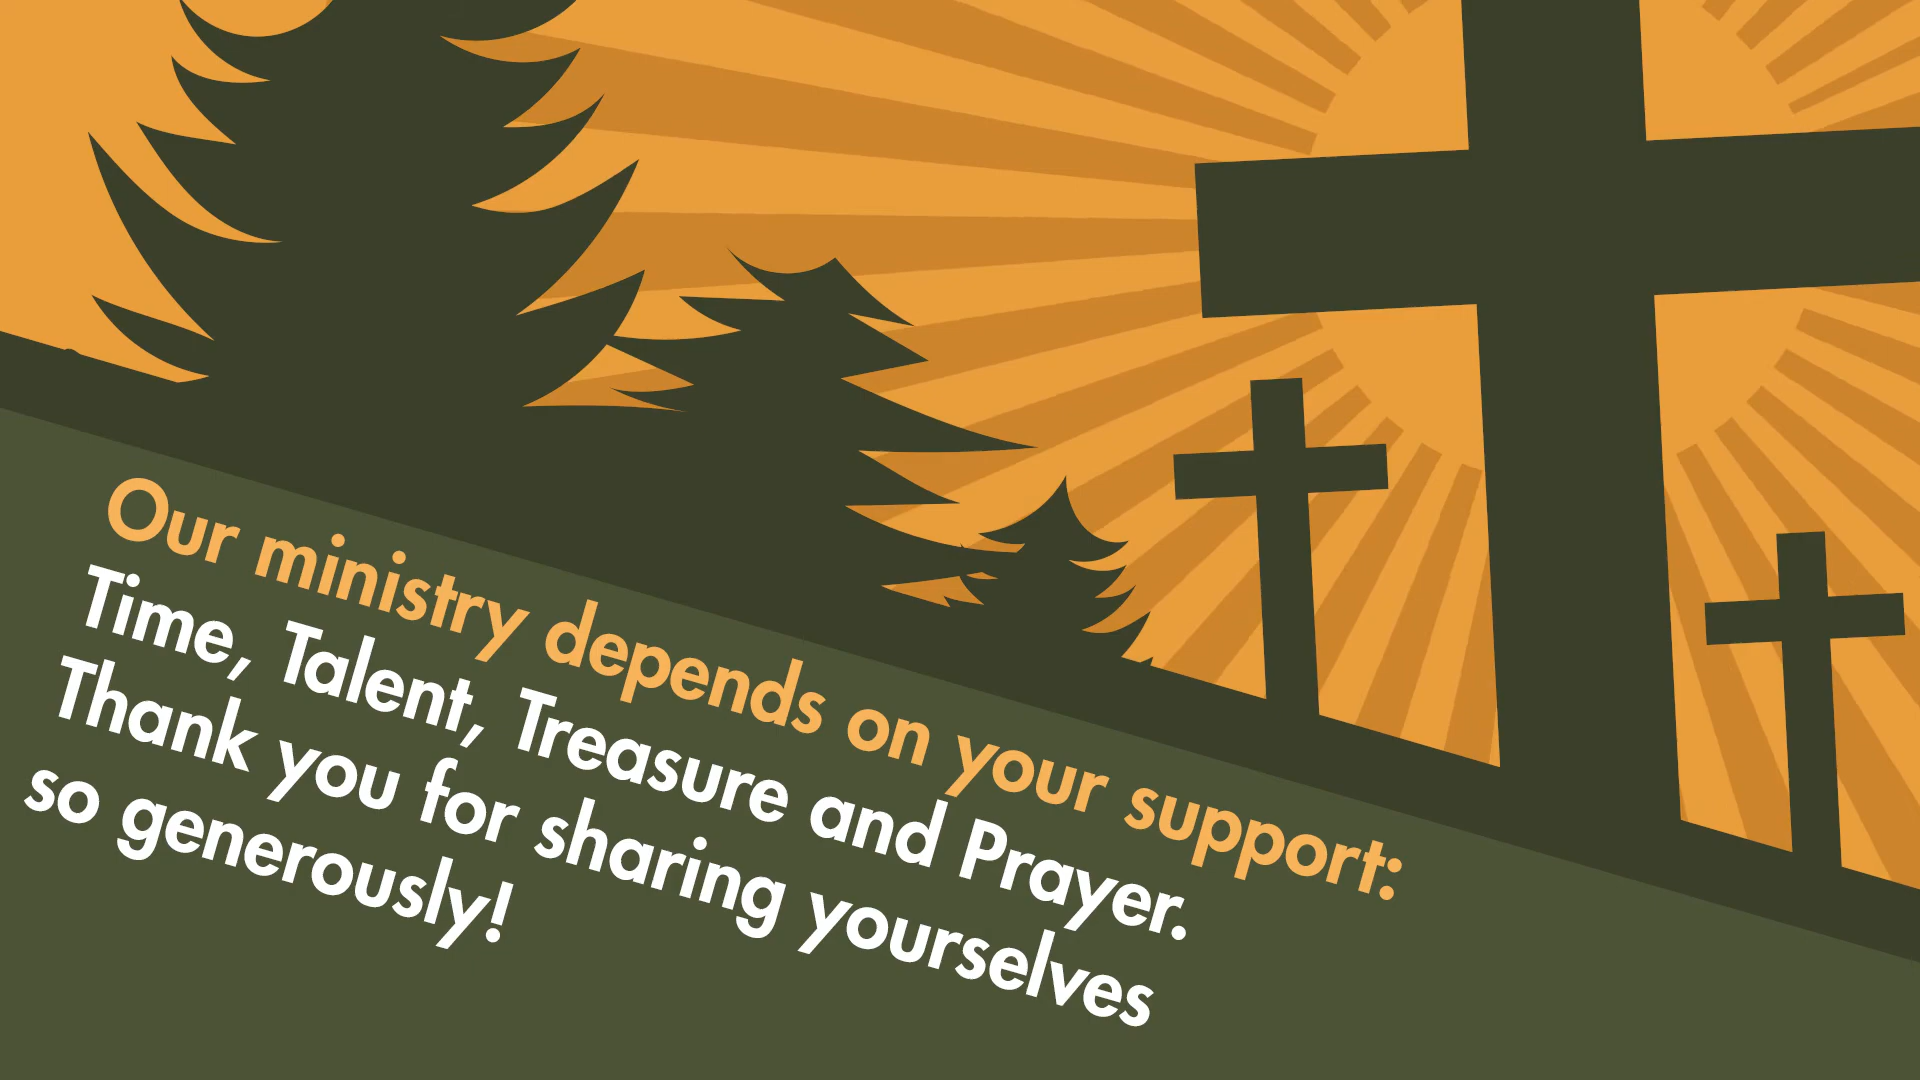 Our ministry depends on your support:
Time, Talent, Treasure and Prayer.
Thank you for sharing yourselves
so generously!